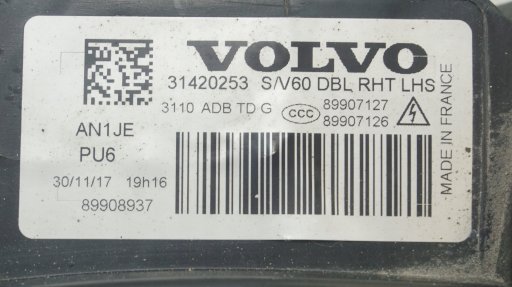 VOLVO
31420253 S/V60 DBL RHT LHS
3110 ADB TD G CCC 89907127
89907126
AN1JE
PU6
30/11/17 19h16
89908937
MADE IN FRANCE